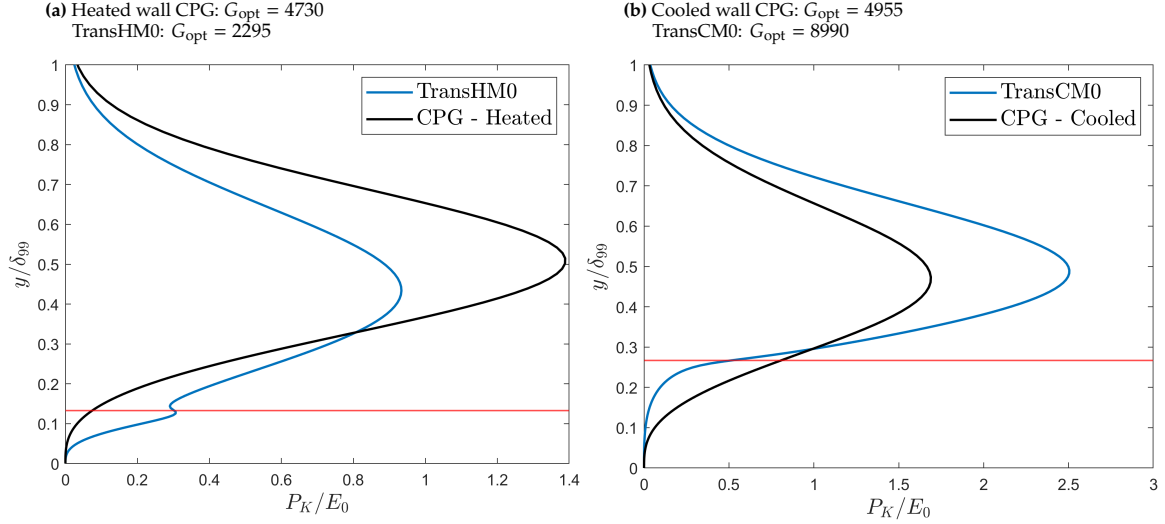 (a) Heated wall CPG: G_opt = 4730
TransHM0: G_opt = 2295
1
0.9
0.8
0.7
0.6
0.5
0.4
0.3
0.2
0.1
0
y/δ_99
TransHM0
CPG - Heated
0 0.2 0.4 0.6 0.8 1 1.2 1.4
P_K/E_0
(b) Cooled wall CPG: G_opt = 4955
TransCM0: G_opt = 8990
1
0.9
0.8
0.7
0.6
0.5
0.4
0.3
0.2
0.1
0
y/δ_99
TransCM0
CPG - Cooled
0 0.5 1 1.5 2 2.5 3
P_K/E_0